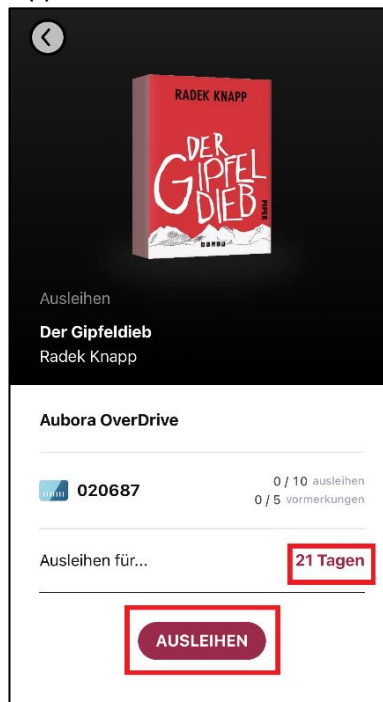 RADEK KNAPP
DER
GIPFEL
DIEB
PIPER
Ausleihen
Der Gipfeldieb
Radek Knapp
Aubora OverDrive
020687
0 / 10 ausleihen
0 / 5 vormerkungen
Ausleihen für...
21 Tagen
AUSLEIHEN